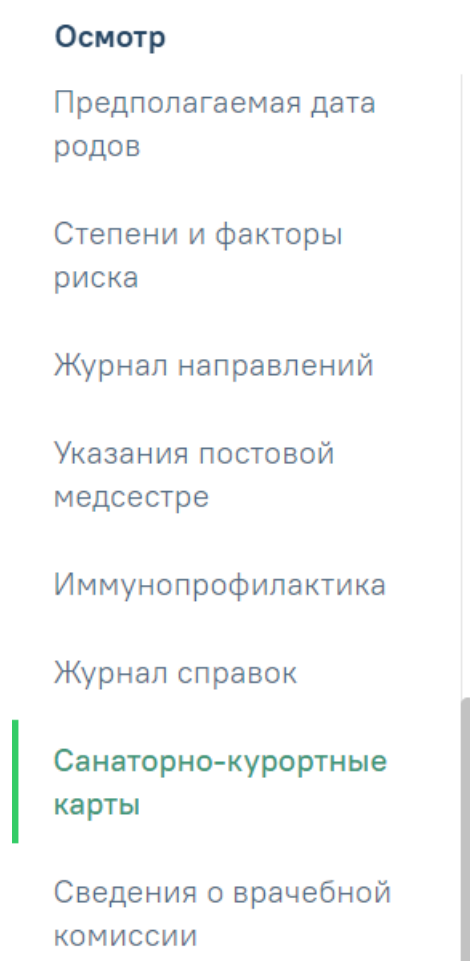 Осмотр
Предполагаемая дата
родов
Степени и факторы
риска
Журнал направлений
Указания постовой
медсестре
Иммунопрофилактика
Журнал справок
Санаторно-курортные
карты
Сведения о врачебной
комиссии